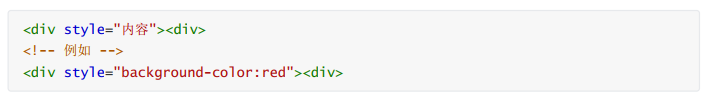 <div style="内容"><div>
<!-- 例如 -->
<div style="background-color:red"><div>